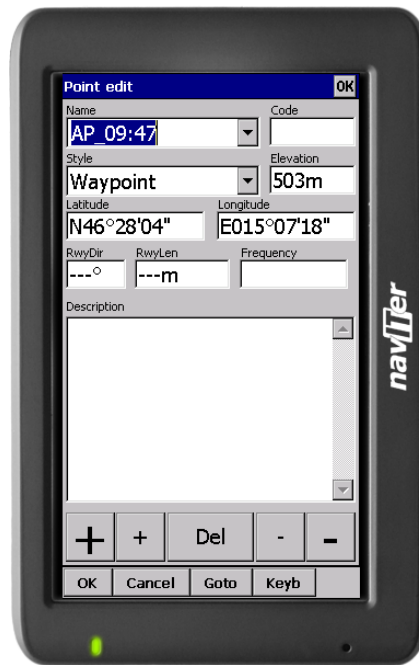 Point edit OK
Name Code
AP_09:47
Style Elevation
Waypoint 503m
Latitude Longitude
N46°28'04" E015°07'18"
RwyDir RwyLen Frequency
---° ---m
Description
+ + Del - -
OK Cancel Goto Keyb
naviter